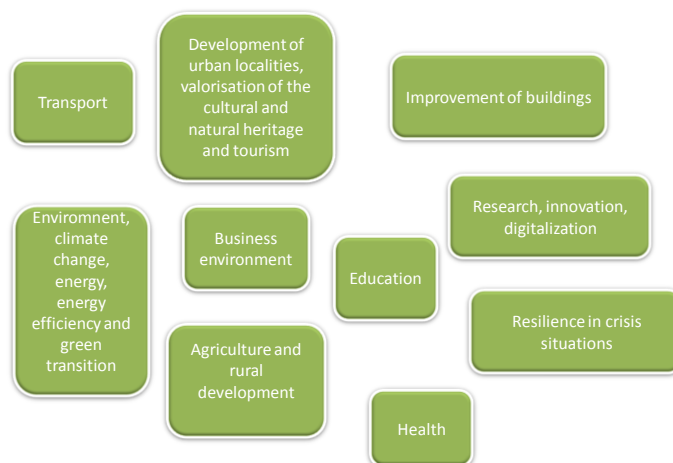 Transport
Development of
urban localities,
valorisation of the
cultural and
natural heritage
and tourism
Improvement of buildings
Enviromnent,
climate
change,
energy,
energy
efficiency and
green
transition
Business
environment
Education
Research, innovation,
digitalization
Agriculture and
rural
development
Resilience in crisis
situations
Health